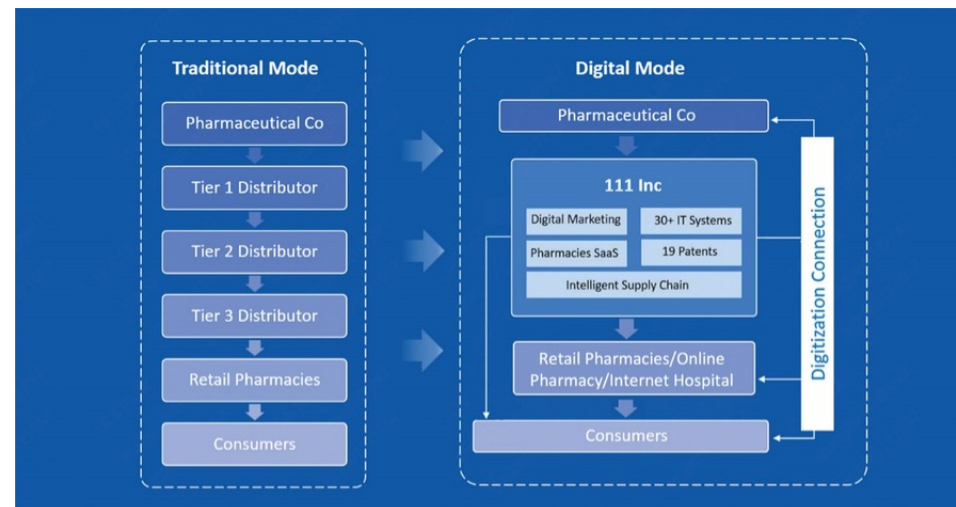 Traditional Mode
Pharmaceutical Co
Tier 1 Distributor
Tier 2 Distributor
Tier 3 Distributor
Retail Pharmacies
Consumers
Digital Mode
Pharmaceutical Co
111 Inc
Digital Marketing
30+ IT Systems
Pharmacies SaaS
19 Patents
Intelligent Supply Chain
Retail Pharmacies/Online
Pharmacy/Internet Hospital
Consumers
Digitization Connection